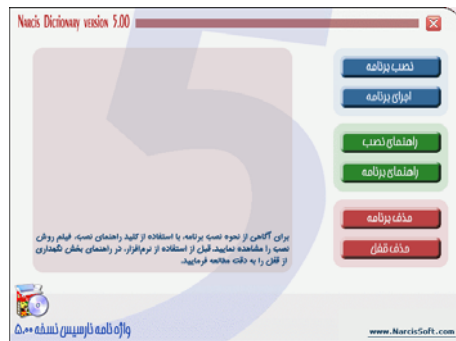 Narcis Dictionary version 5.00
نصب برنامه
اجرای برنامه
راهنمای نصب
راهنمای برنامه
حذف برنامه
حذف قفل
برای آگاهی از نحوه نصب برنامه، با استفاده از کلید راهنمای نصب، فیلم روش
نصب را مشاهده نمایید. قبل از استفاده از نرم‌افزار، در راهنمای بخش نگهداری
از قفل را به دقت مطالعه فرمایید.
واژه نامه نارسیس نسخه ۵.۰۰
www.NarcisSoft.com